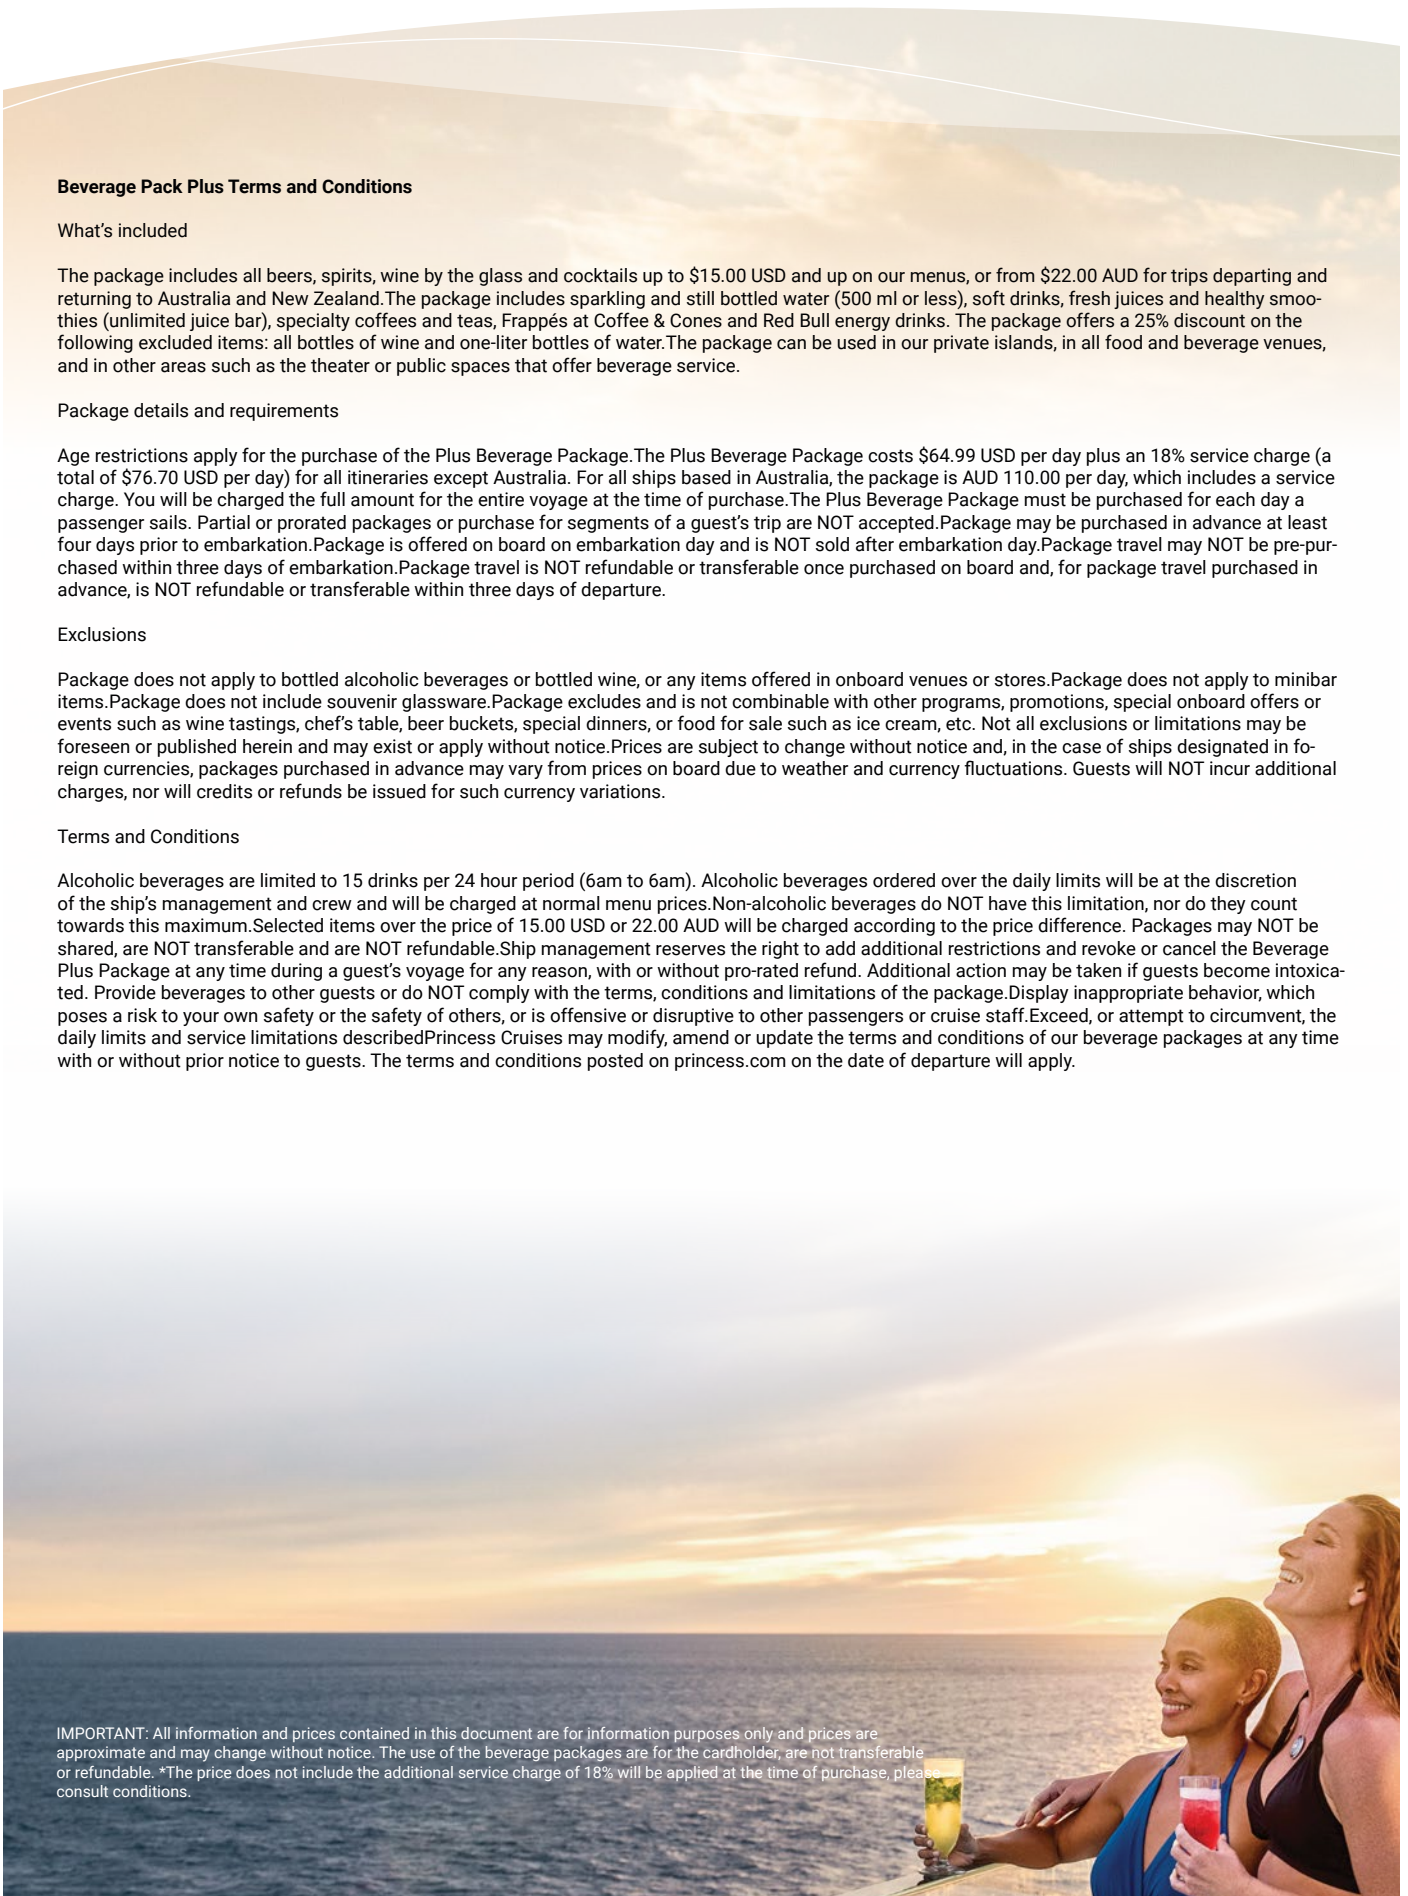 Beverage Pack Plus Terms and Conditions
What's included
The package includes all beers, spirits, wine by the glass and cocktails up to $15.00 USD and up on our menus, or from $22.00 AUD for trips departing and
returning to Australia and New Zealand.The package includes sparkling and still bottled water (500 ml or less), soft drinks, fresh juices and healthy smoo-
thies (unlimited juice bar), specialty coffees and teas, Frappés at Coffee & Cones and Red Bull energy drinks. The package offers a 25% discount on the
following excluded items: all bottles of wine and one-liter bottles of water.The package can be used in our private islands, in all food and beverage venues,
and in other areas such as the theater or public spaces that offer beverage service.
Package details and requirements
Age restrictions apply for the purchase of the Plus Beverage Package.The Plus Beverage Package costs $64.99 USD per day plus an 18% service charge (a
total of $76.70 USD per day) for all itineraries except Australia. For all ships based in Australia, the package is AUD 110.00 per day, which includes a service
charge. You will be charged the full amount for the entire voyage at the time of purchase.The Plus Beverage Package must be purchased for each day a
passenger sails. Partial or prorated packages or purchase for segments of a guest's trip are NOT accepted.Package may be purchased in advance at least
four days prior to embarkation.Package is offered on board on embarkation day and is NOT sold after embarkation day.Package travel may NOT be pre-pur-
chased within three days of embarkation.Package travel is NOT refundable or transferable once purchased on board and, for package travel purchased in
advance, is NOT refundable or transferable within three days of departure.
Exclusions
Package does not apply to bottled alcoholic beverages or bottled wine, or any items offered in onboard venues or stores.Package does not apply to minibar
items.Package does not include souvenir glassware.Package excludes and is not combinable with other programs, promotions, special onboard offers or
events such as wine tastings, chef's table, beer buckets, special dinners, or food for sale such as ice cream, etc. Not all exclusions or limitations may be
foreseen or published herein and may exist or apply without notice.Prices are subject to change without notice and, in the case of ships designated in fo-
reign currencies, packages purchased in advance may vary from prices on board due to weather and currency fluctuations. Guests will NOT incur additional
charges, nor will credits or refunds be issued for such currency variations.
Terms and Conditions
Alcoholic beverages are limited to 15 drinks per 24 hour period (6am to 6am). Alcoholic beverages ordered over the daily limits will be at the discretion
of the ship's management and crew and will be charged at normal menu prices.Non-alcoholic beverages do NOT have this limitation, nor do they count
towards this maximum.Selected items over the price of 15.00 USD or 22.00 AUD will be charged according to the price difference. Packages may NOT be
shared, are NOT transferable and are NOT refundable.Ship management reserves the right to add additional restrictions and revoke or cancel the Beverage
Plus Package at any time during a guest's voyage for any reason, with or without pro-rated refund. Additional action may be taken if guests become intoxica-
ted. Provide beverages to other guests or do NOT comply with the terms, conditions and limitations of the package.Display inappropriate behavior, which
poses a risk to your own safety or the safety of others, or is offensive or disruptive to other passengers or cruise staff.Exceed, or attempt to circumvent, the
daily limits and service limitations describedPrincess Cruises may modify, amend or update the terms and conditions of our beverage packages at any time
with or without prior notice to guests. The terms and conditions posted on princess.com on the date of departure will apply.
IMPORTANT: All information and prices contained in this document are for information purposes only and prices are
approximate and may change without notice. The use of the beverage packages are for the cardholder, are not transferable
or refundable. *The price does not include the additional service charge of 18% will be applied at the time of purchase, please
consult conditions.